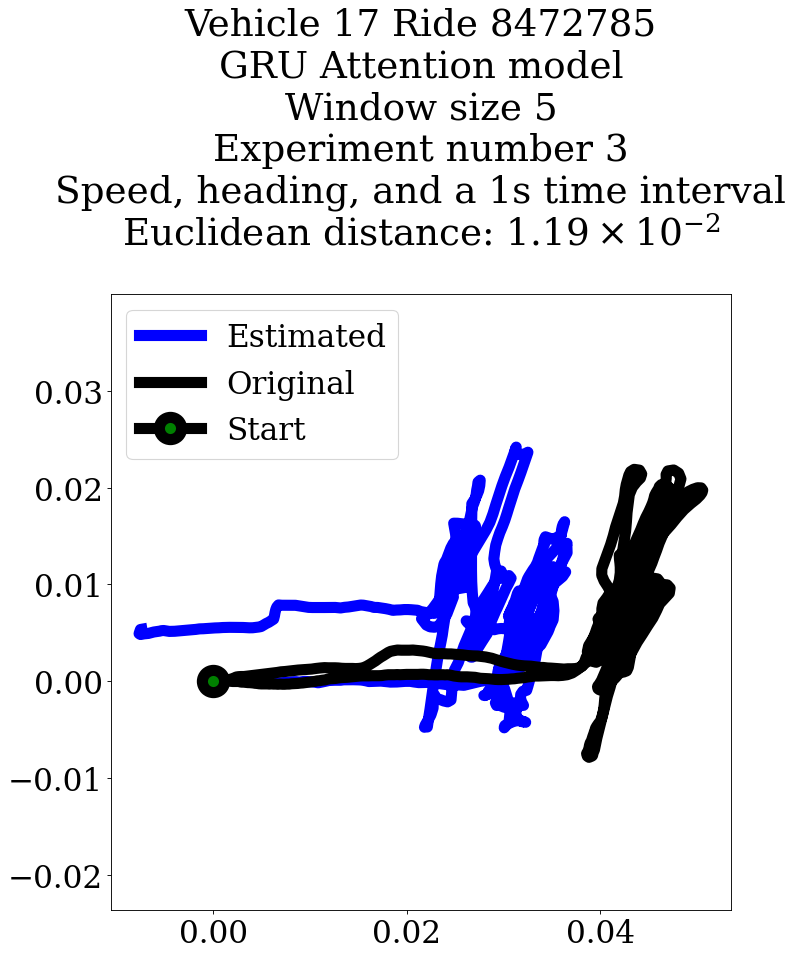 Vehicle 17 Ride 8472785
GRU Attention model
Window size 5
Experiment number 3
Speed, heading, and a 1s time interval
Euclidean distance: 1.19 × 10⁻²
Estimated
Original
Start
0.03
0.02
0.01
0.00
−0.01
−0.02
0.00 0.02 0.04